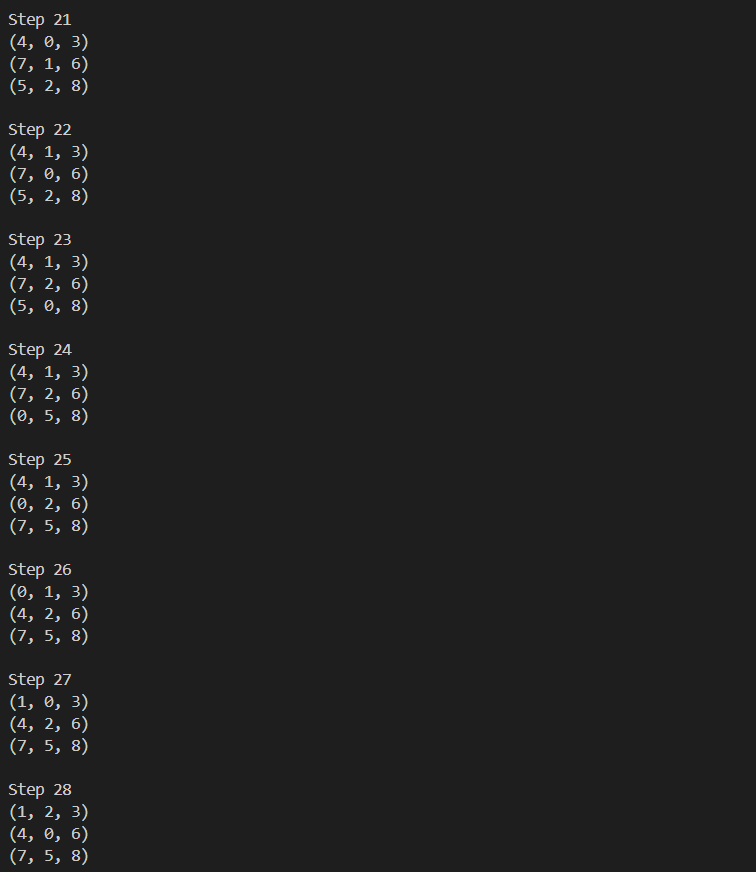 Step 21
(4, 0, 3)
(7, 1, 6)
(5, 2, 8)

Step 22
(4, 1, 3)
(7, 0, 6)
(5, 2, 8)

Step 23
(4, 1, 3)
(7, 2, 6)
(5, 0, 8)

Step 24
(4, 1, 3)
(7, 2, 6)
(0, 5, 8)

Step 25
(4, 1, 3)
(0, 2, 6)
(7, 5, 8)

Step 26
(0, 1, 3)
(4, 2, 6)
(7, 5, 8)

Step 27
(1, 0, 3)
(4, 2, 6)
(7, 5, 8)

Step 28
(1, 2, 3)
(4, 0, 6)
(7, 5, 8)